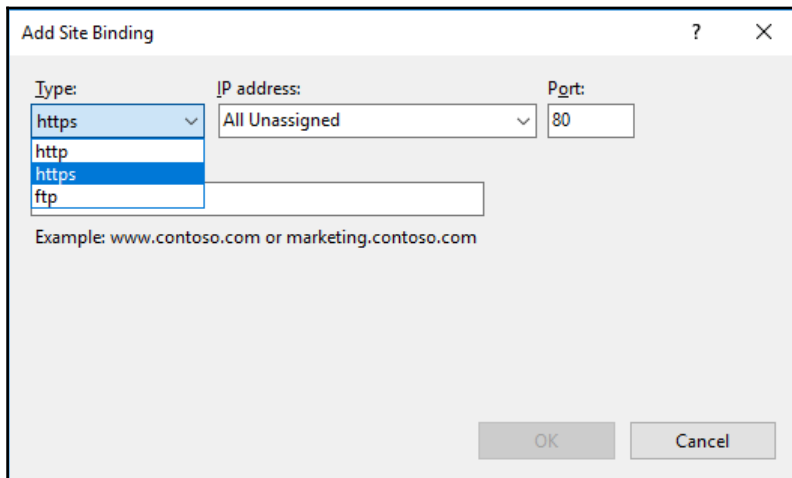 Add Site Binding ?
Type: IP address: Port:
https All Unassigned 80
http
https
ftp
Example: www.contoso.com or marketing.contoso.com
OK Cancel